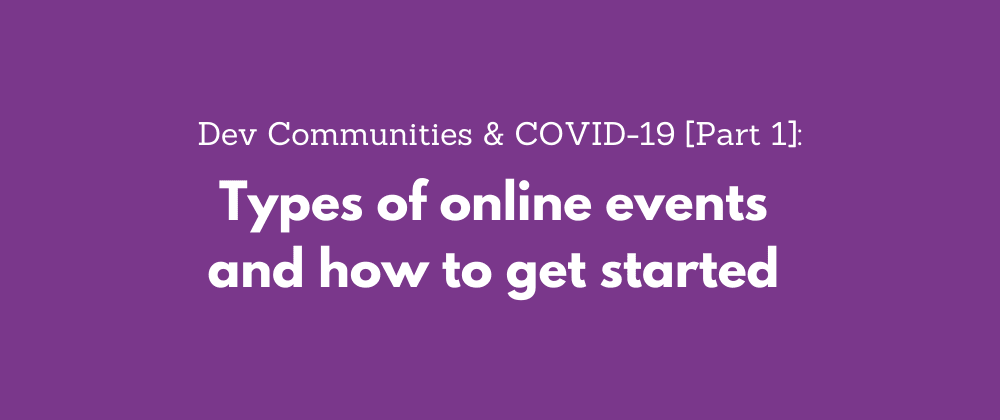 Dev Communities & COVID-19 [Part 1]:
Types of online events
and how to get started